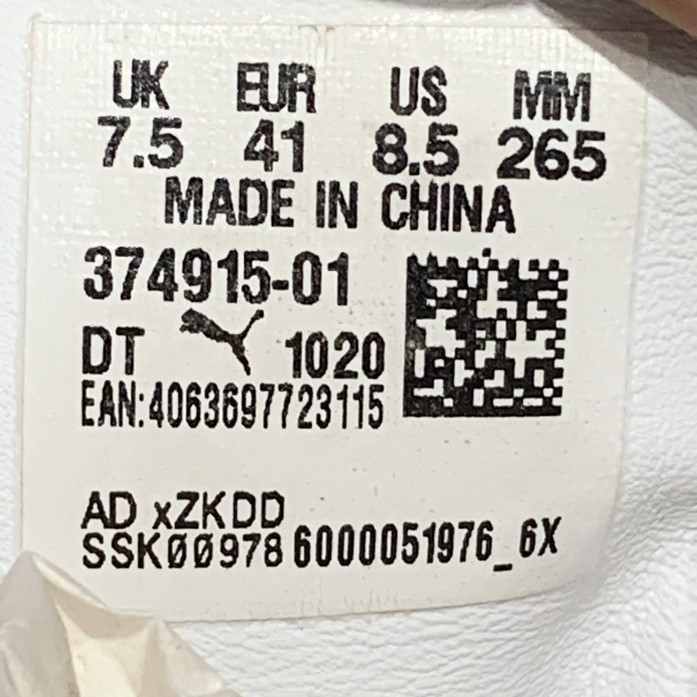 UK EUR US MM
7.5 41 8.5 265
MADE IN CHINA
374915-01
DT 1020
EAN:4063697723115
AD xZKDD
SSK00978 6000051976_6X